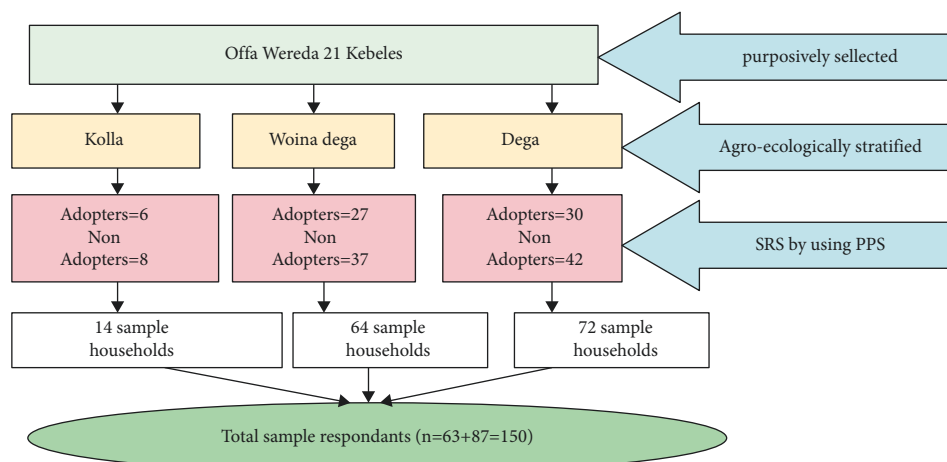 Offa Wereda 21 Kebeles
purposively sellected
Kolla
Woina dega
Dega
Agro-ecologically stratified
Adopters=6
Non
Adopters=8
Adopters=27
Non
Adopters=37
Adopters=30
Non
Adopters=42
SRS by using PPS
14 sample
households
64 sample
households
72 sample
households
Total sample respondants (n=63+87=150)